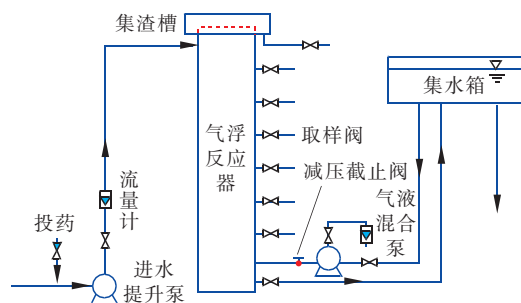 集渣槽
集水箱
气浮
反应
器
取样阀
减压截止阀
流
量
计
气液
混合
泵
投药
进水
提升泵